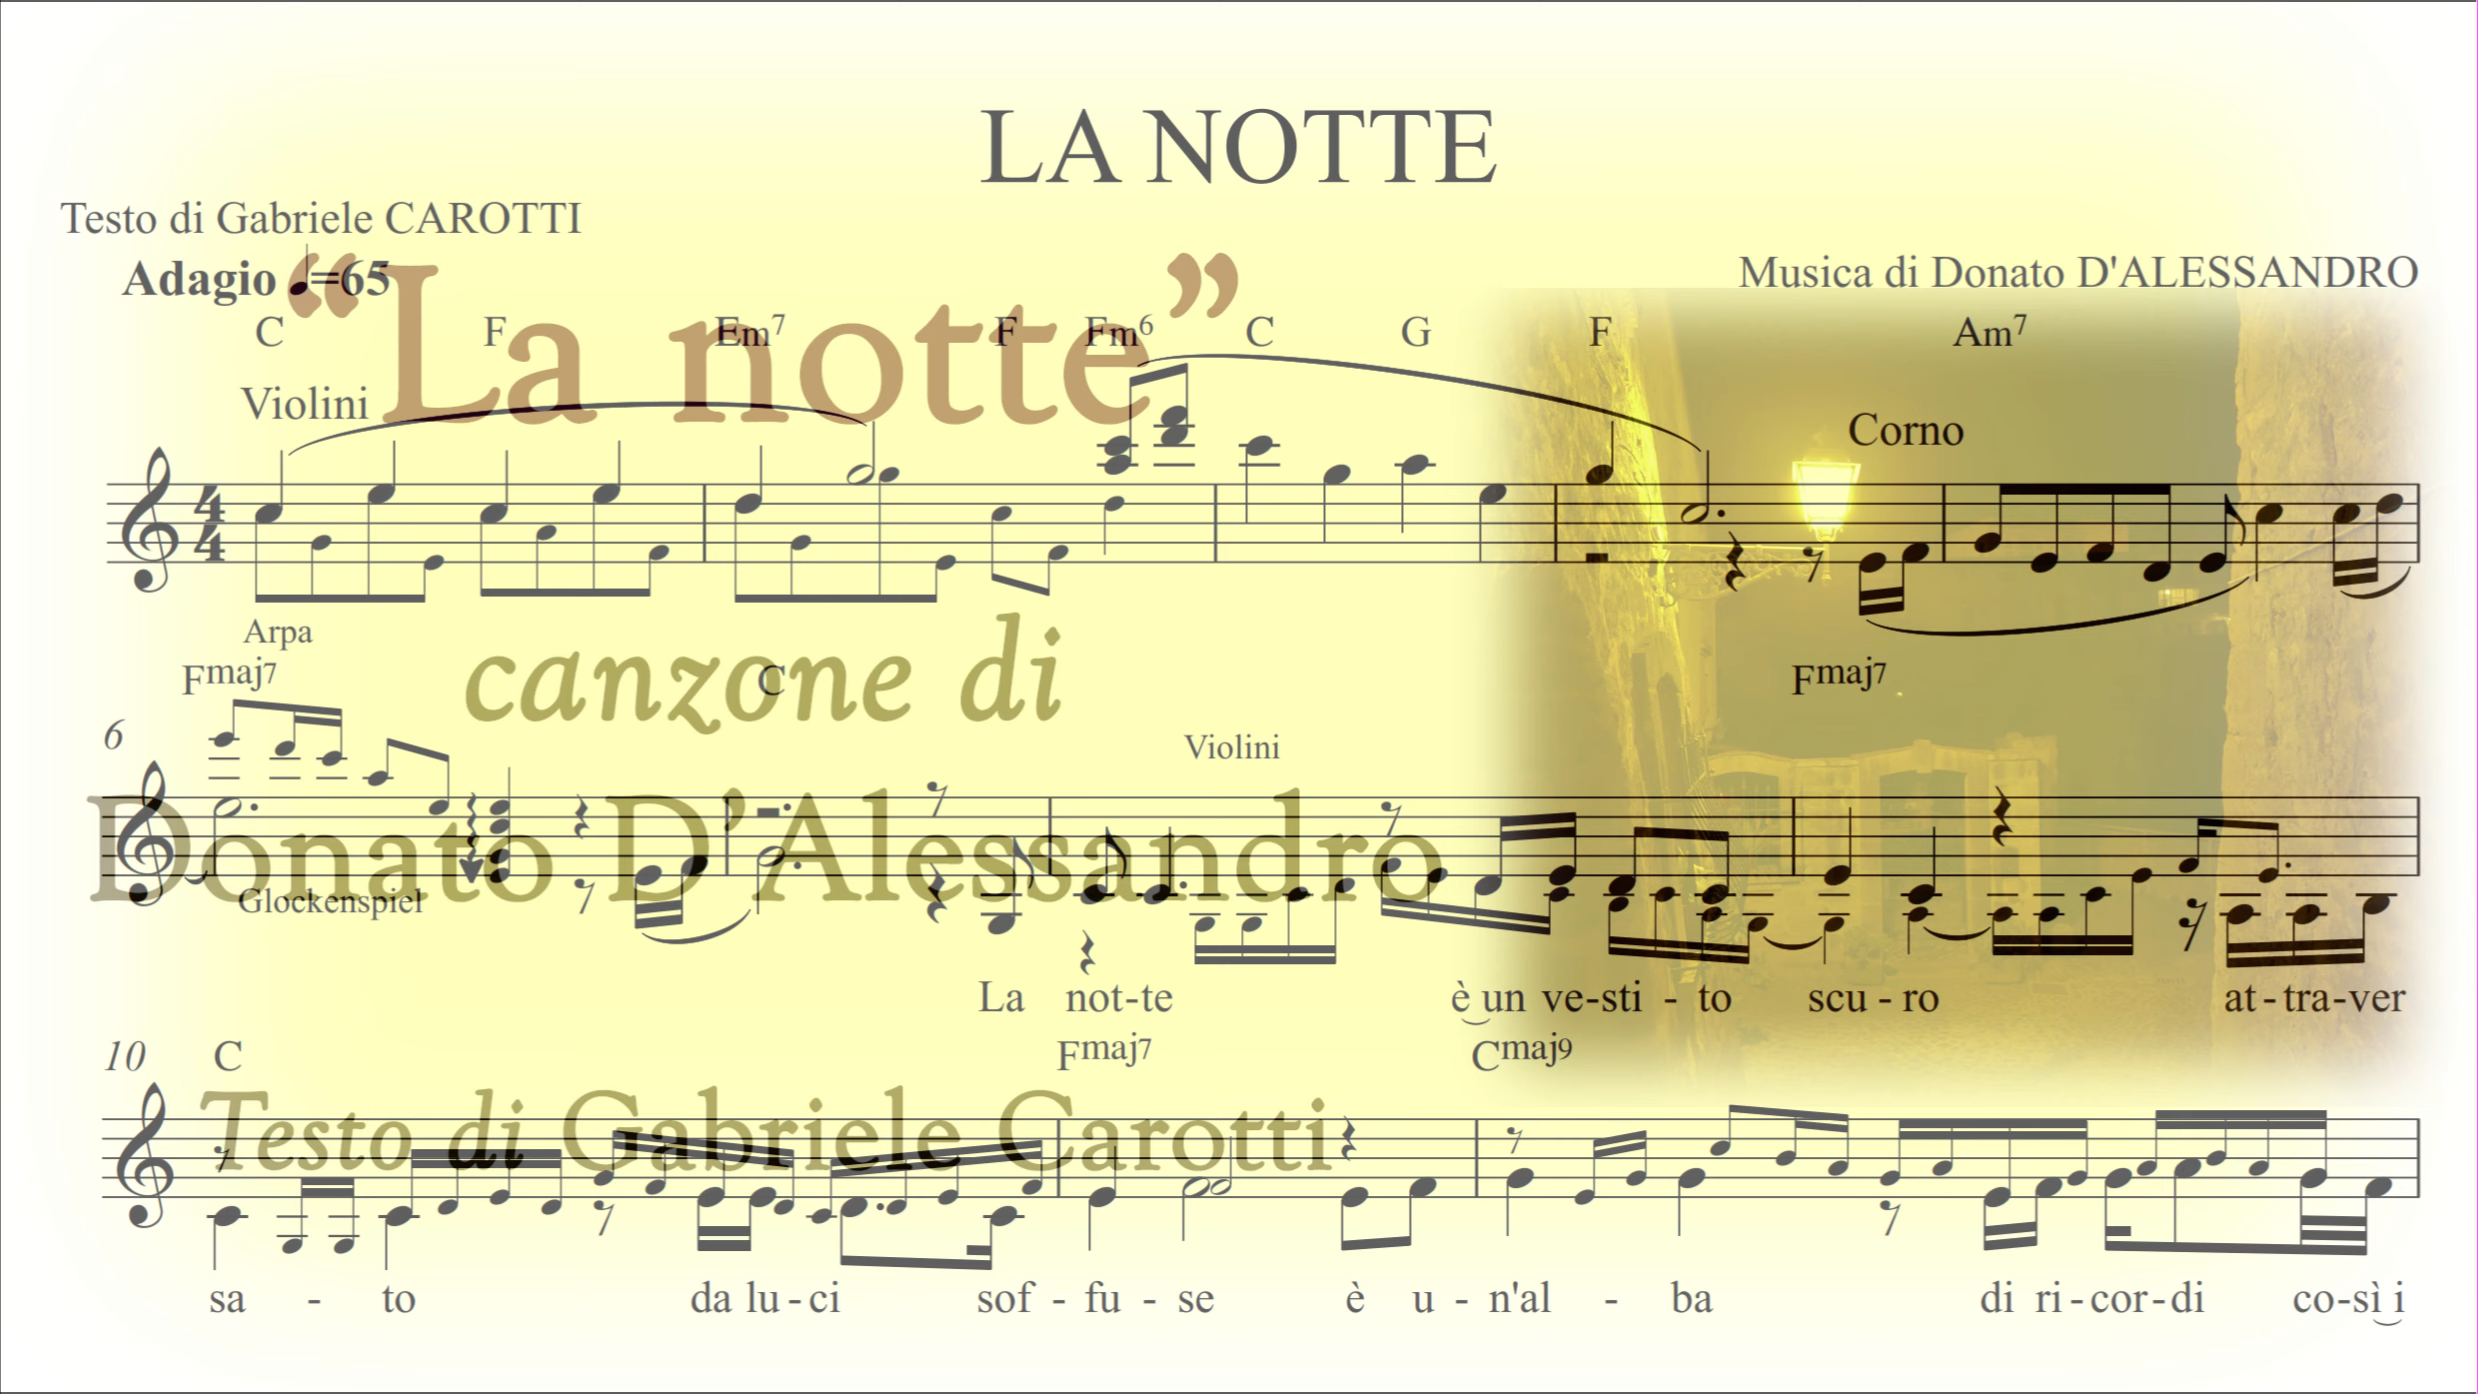 LA NOTTE
Testo di Gabriele CAROTTI
Adagio ♩=65
Musica di Donato D'ALESSANDRO
“La notte”
C F Em7 F Fm6 C G F Am7
Violini
Corno
4
4
Arpa
canzone di
Fmaj7 C Fmaj7
6
Violini
Donato D’Alessandro
Glockenspiel
La not-te è un ve-sti - to scu - ro at-tra-ver
10 C Fmaj7 Cmaj9
Testo di Gabriele Carotti
sa - to da lu-ci sof - fu - se è u - n'al - ba di ri-cor-di co-sì i